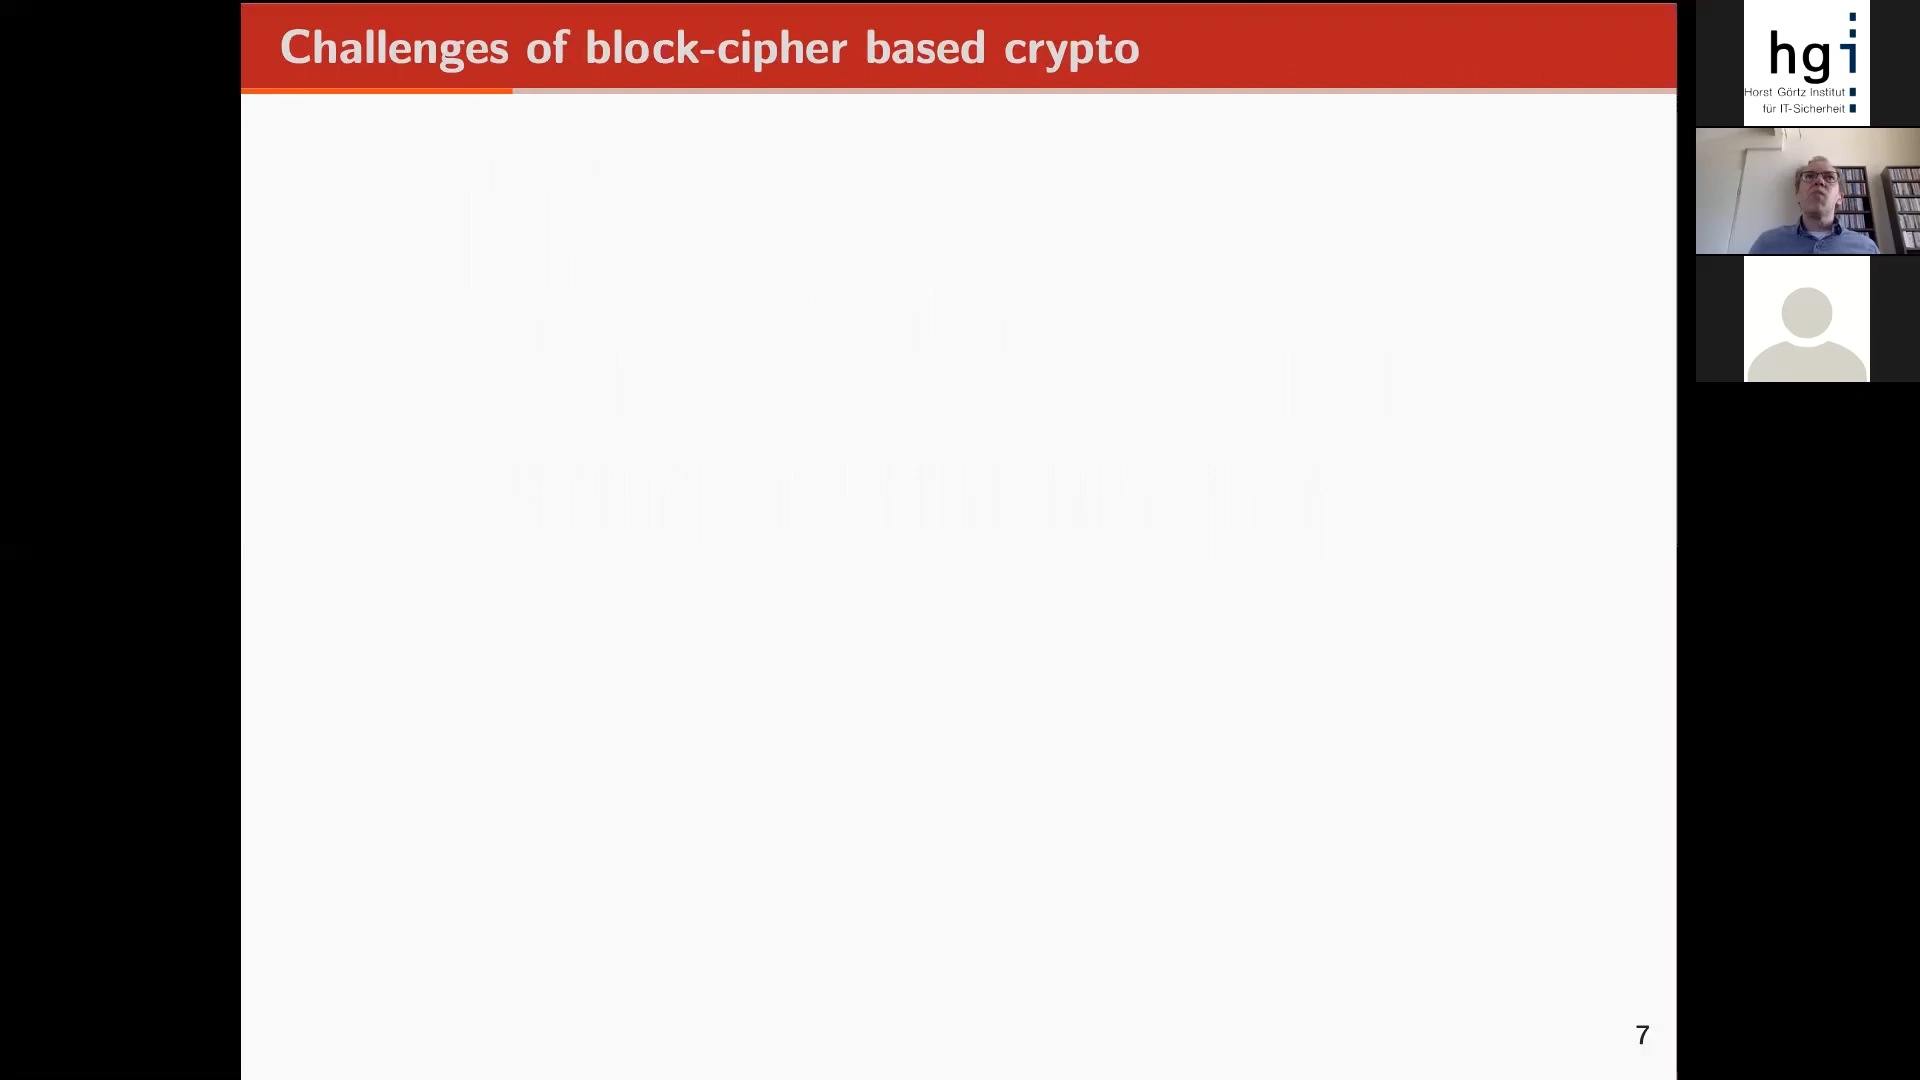 Challenges of block-cipher based crypto
hgi
Horst Görtz Institut
für IT-Sicherheit
7